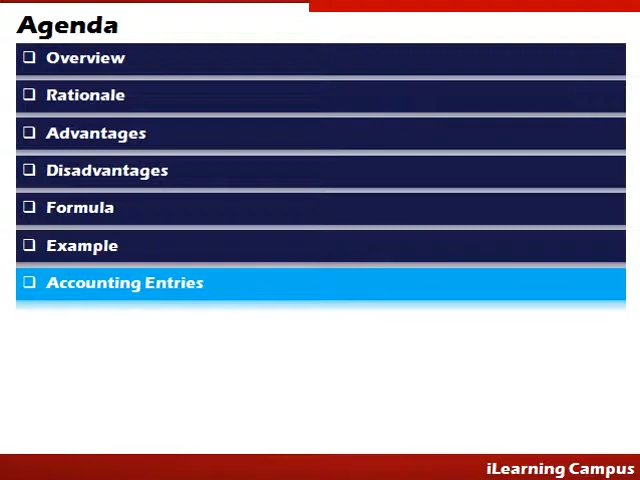 Agenda
❑ Overview
❑ Rationale
❑ Advantages
❑ Disadvantages
❑ Formula
❑ Example
❑ Accounting Entries
iLearning Campus